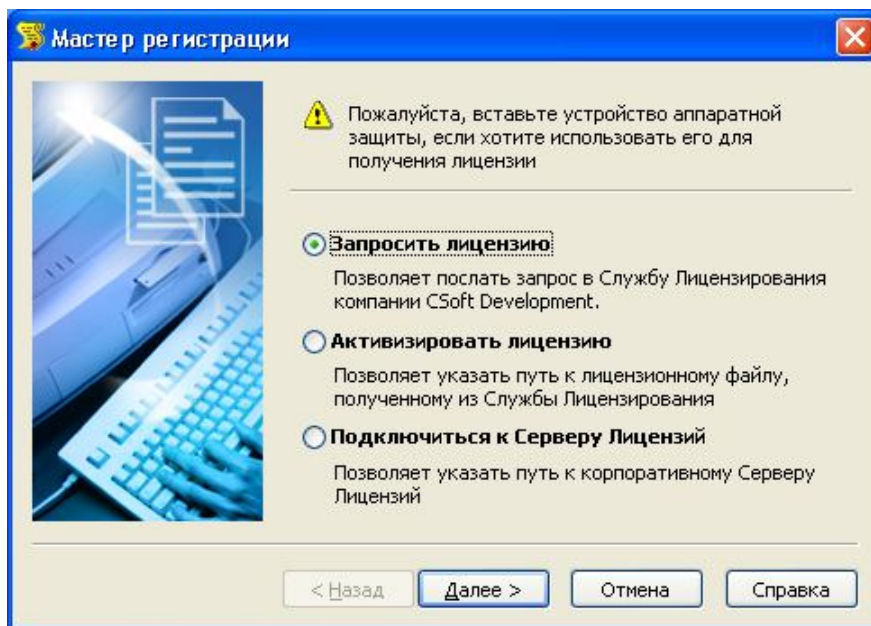 Мастер регистрации
Пожалуйста, вставьте устройство аппаратной
защиты, если хотите использовать его для
получения лицензии
Запросить лицензию
Позволяет послать запрос в Службу Лицензирования
компании CSoft Development.
Активизировать лицензию
Позволяет указать путь к лицензионному файлу,
полученному из Службы Лицензирования
Подключиться к Серверу Лицензий
Позволяет указать путь к корпоративному Серверу
Лицензий
< Назад Далее > Отмена Справка